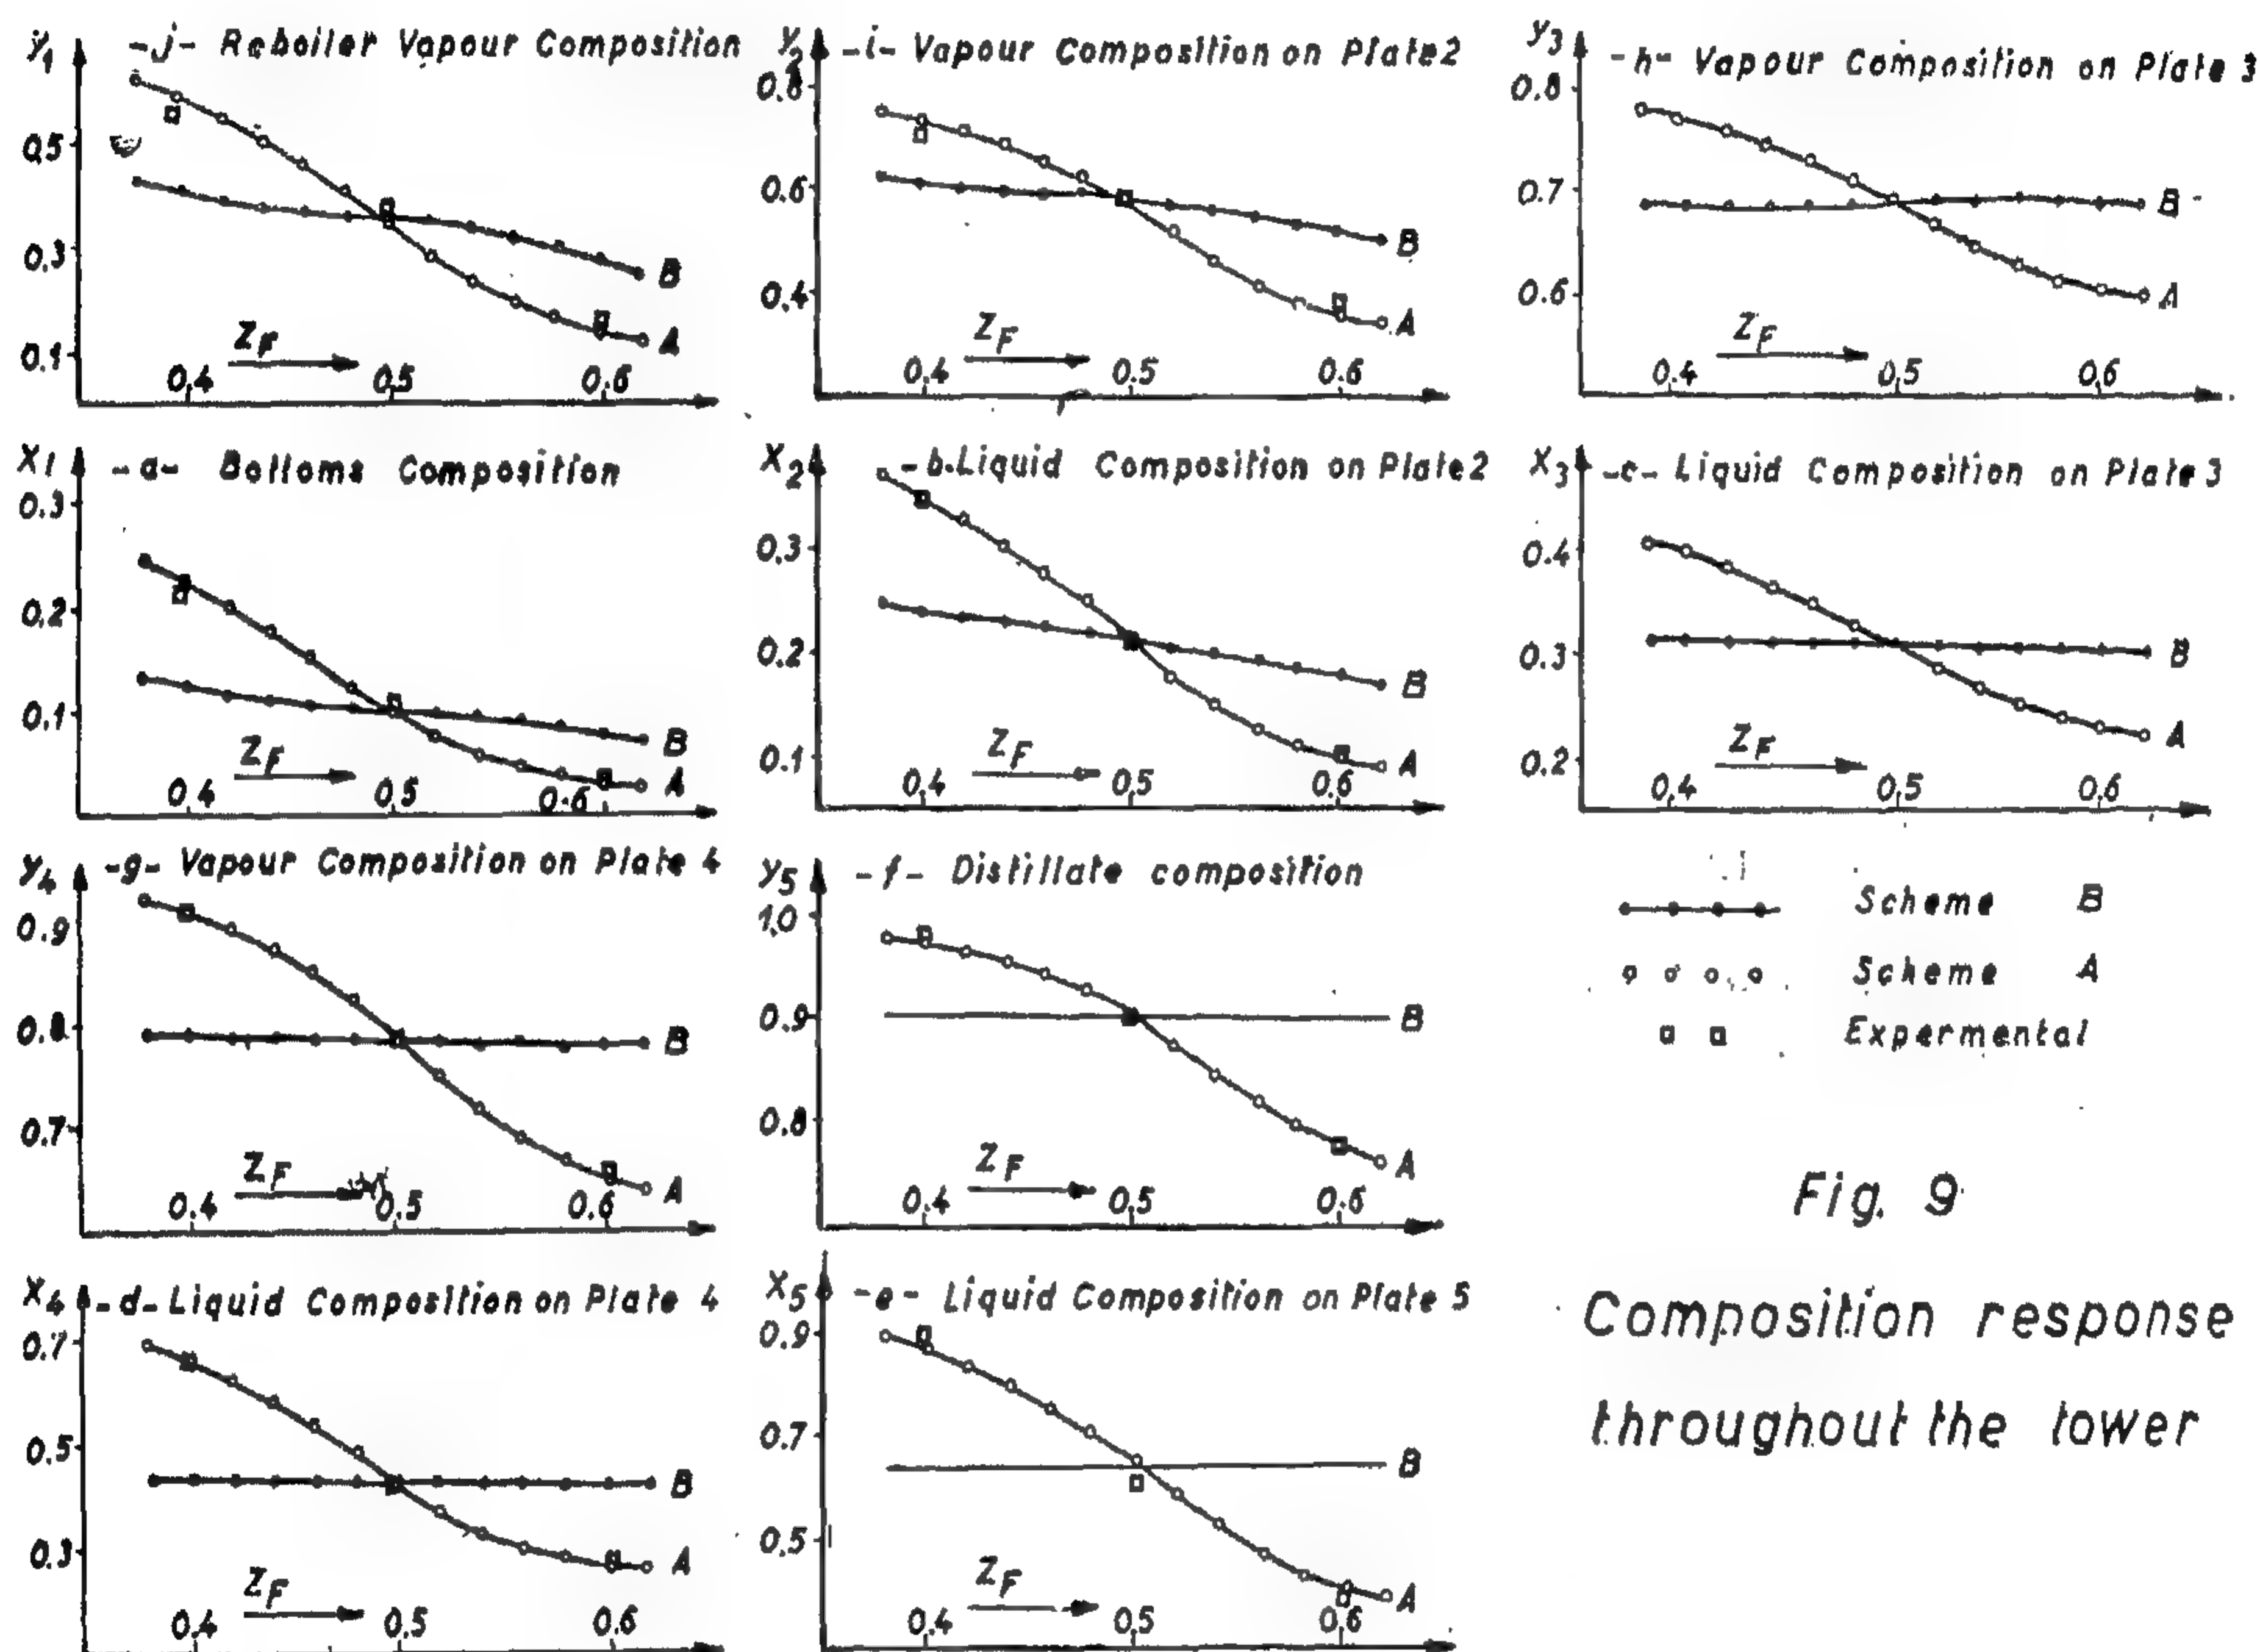 y1 -j- Reboiler Vapour Composition
0.5
0.3
0.1
ZF
0.4 0.5 0.6
B
A
y2 -i- Vapour Composition on Plate 2
0.8
0.6
0.4
ZF
0.4 0.5 0.6
B
A
y3 -h- Vapour Composition on Plate 3
0.8
0.7
0.6
ZF
0.4 0.5 0.6
B
A
X1 -a- Bottoms Composition
0.3
0.2
0.1
ZF
0.4 0.5 0.6
B
A
X2 -b. Liquid Composition on Plate 2
0.3
0.2
0.1
ZF
0.4 0.5 0.6
B
A
X3 -c- Liquid Composition on Plate 3
0.4
0.3
0.2
ZF
0.4 0.5 0.6
B
A
y4 -g- Vapour Composition on Plate 4
0.9
0.8
0.7
ZF
0.4 0.5 0.6
B
A
y5 -f- Distillate composition
1.0
0.9
0.8
ZF
0.4 0.5 0.6
B
A
Scheme B
Scheme A
Expermental
X4 -d- Liquid Composition on Plate 4
0.7
0.5
0.3
ZF
0.4 0.5 0.6
B
A
X5 -e- Liquid Composition on Plate 5
0.9
0.7
0.5
ZF
0.4 0.5 0.6
B
A
Fig. 9
Composition response
throughout the tower